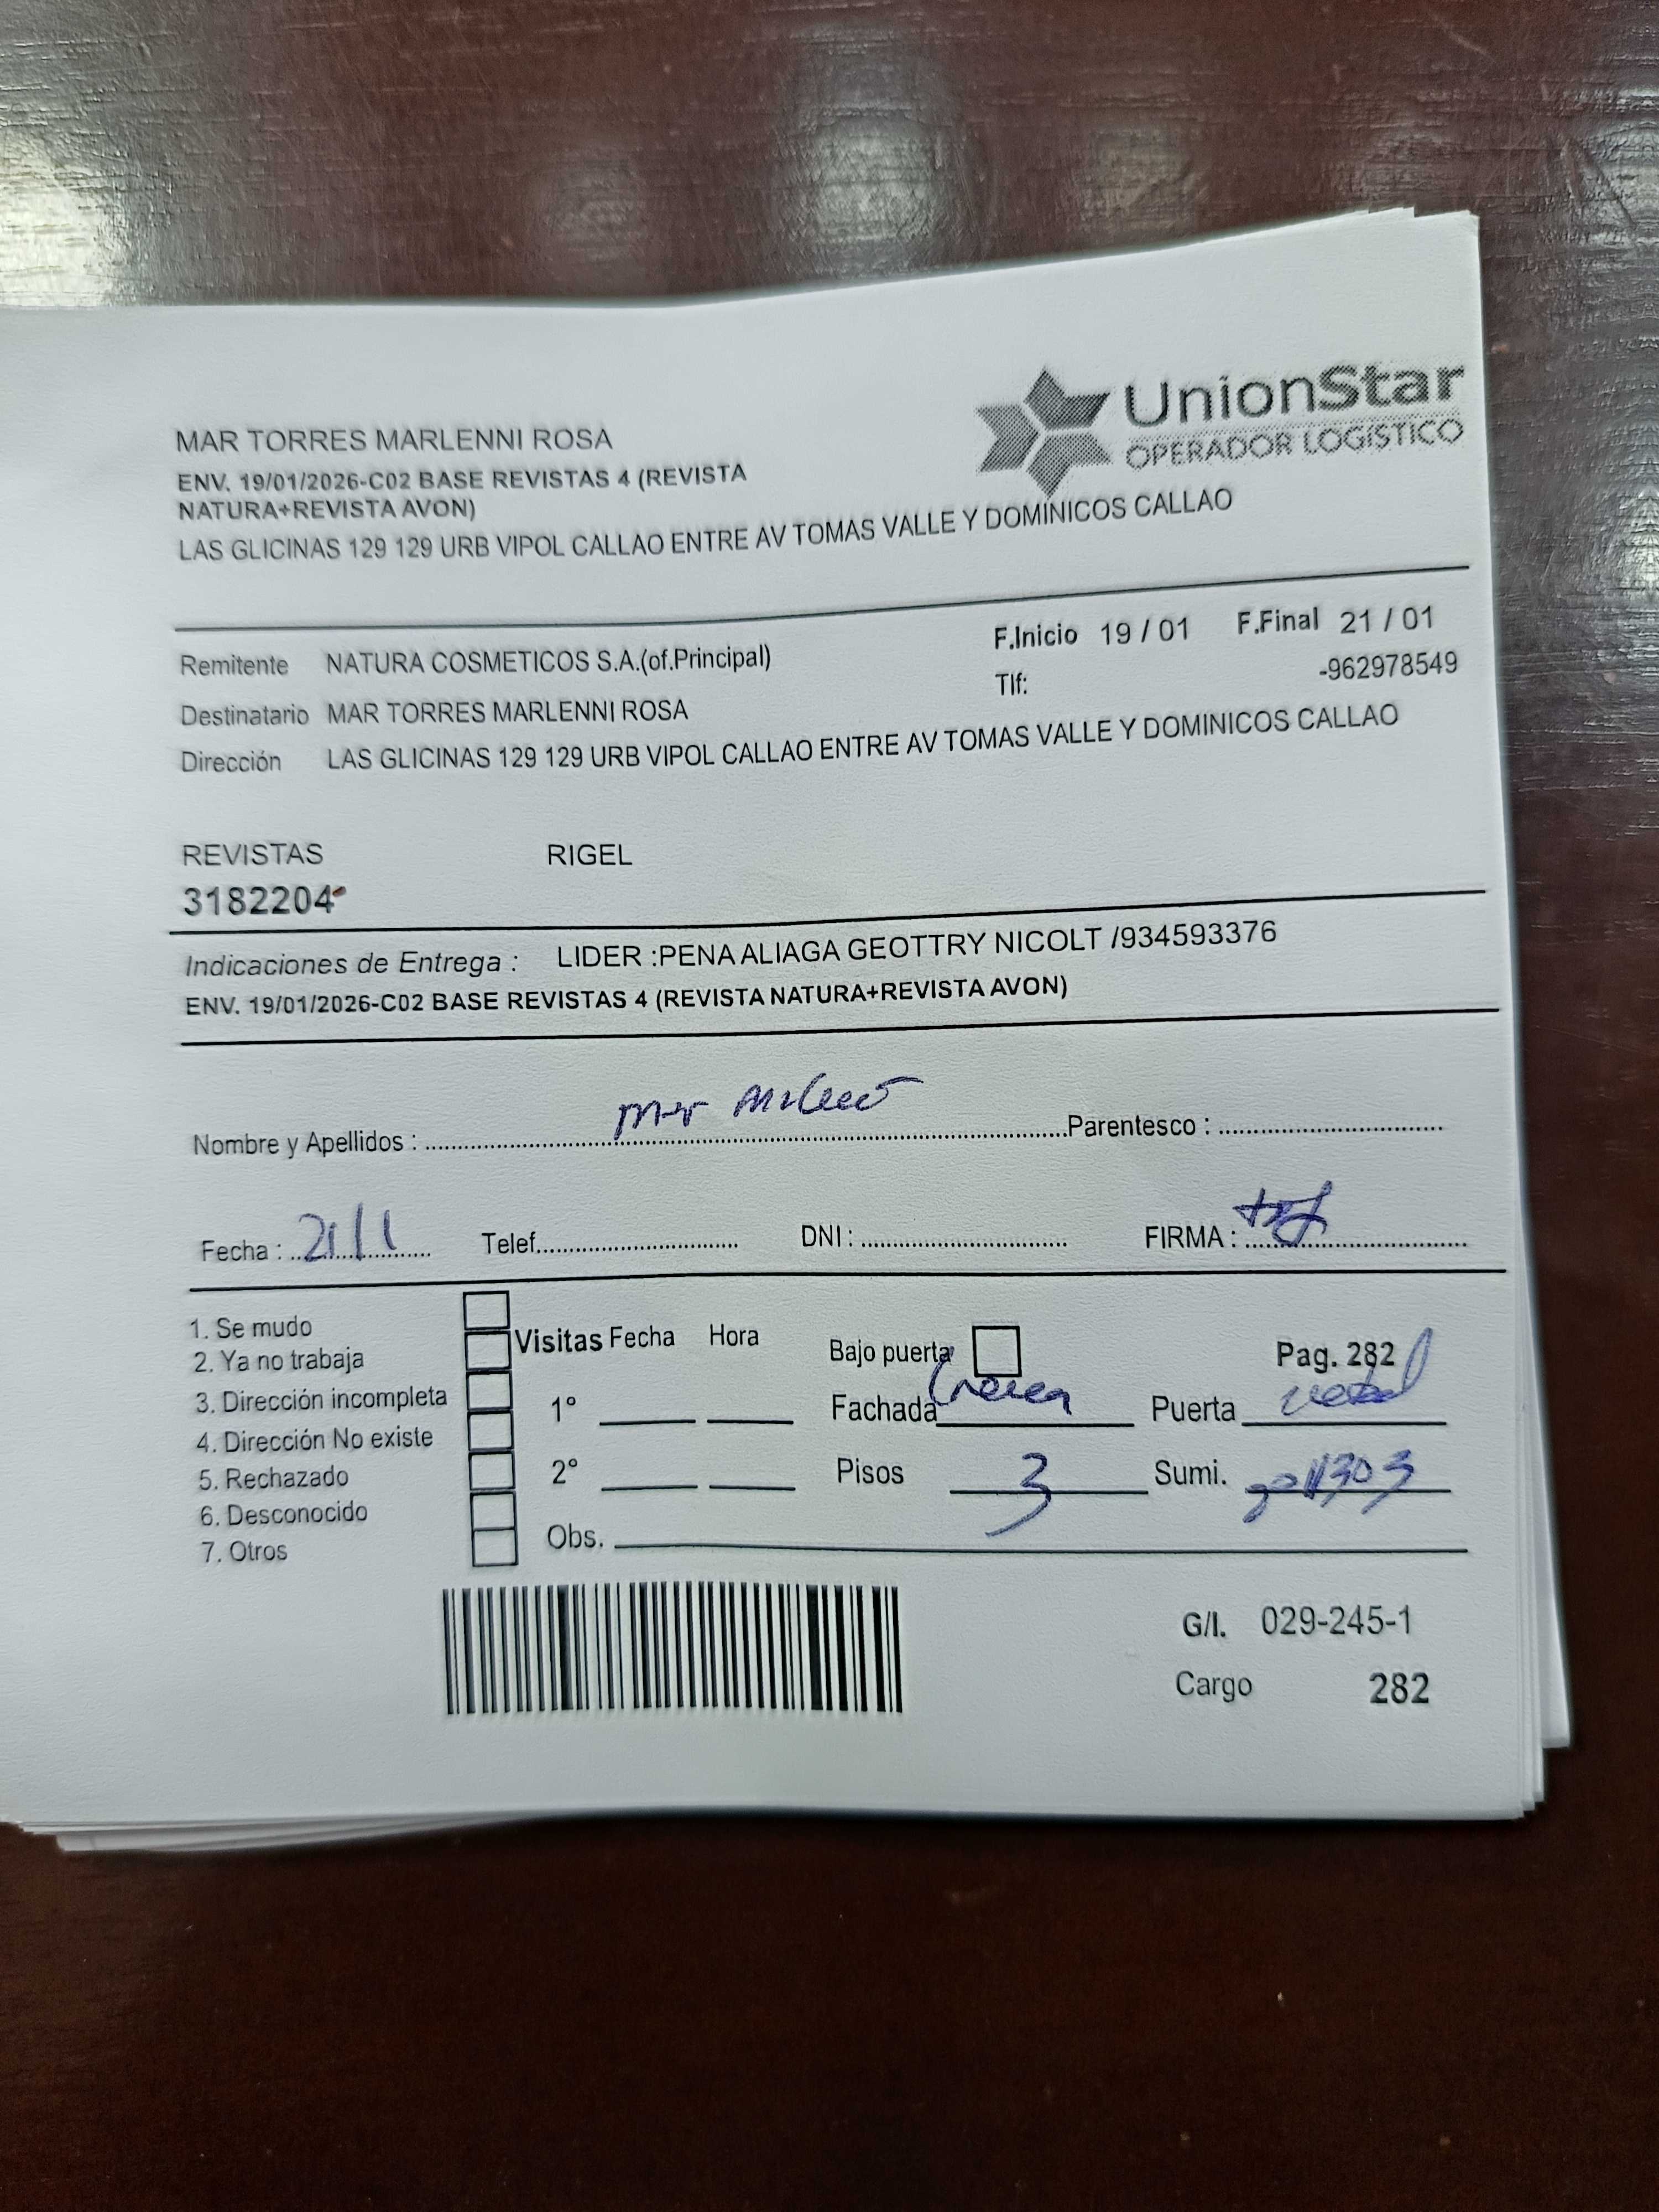 UnionStar
OPERADOR LOGÍSTICO
MAR TORRES MARLENNI ROSA
ENV. 19/01/2026-C02 BASE REVISTAS 4 (REVISTA
NATURA+REVISTA AVON)
LAS GLICINAS 129 129 URB VIPOL CALLAO ENTRE AV TOMAS VALLE Y DOMINICOS CALLAO
F.Inicio 19 / 01 F.Final 21 / 01
Remitente NATURA COSMETICOS S.A.(of.Principal)
Tlf: -962978549
Destinatario MAR TORRES MARLENNI ROSA
Dirección LAS GLICINAS 129 129 URB VIPOL CALLAO ENTRE AV TOMAS VALLE Y DOMINICOS CALLAO
REVISTAS RIGEL
3182204
Indicaciones de Entrega : LIDER :PENA ALIAGA GEOTTRY NICOLT /934593376
ENV. 19/01/2026-C02 BASE REVISTAS 4 (REVISTA NATURA+REVISTA AVON)
Nombre y Apellidos : Mar Parentesco :
Fecha : 21/1 Telef. DNI : FIRMA :
1. Se mudo
2. Ya no trabaja
3. Dirección incompleta
4. Dirección No existe
5. Rechazado
6. Desconocido
7. Otros
Visitas Fecha Hora
1°
2°
Obs.
Bajo puerta Pag. 282
Fachada Puerta
Pisos 3 Sumi.
G/I. 029-245-1
Cargo 282